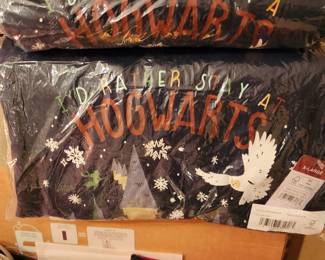 HOGWARTS
A
I'D RATHER STAY AT
HOGWARTS
X-LARGE